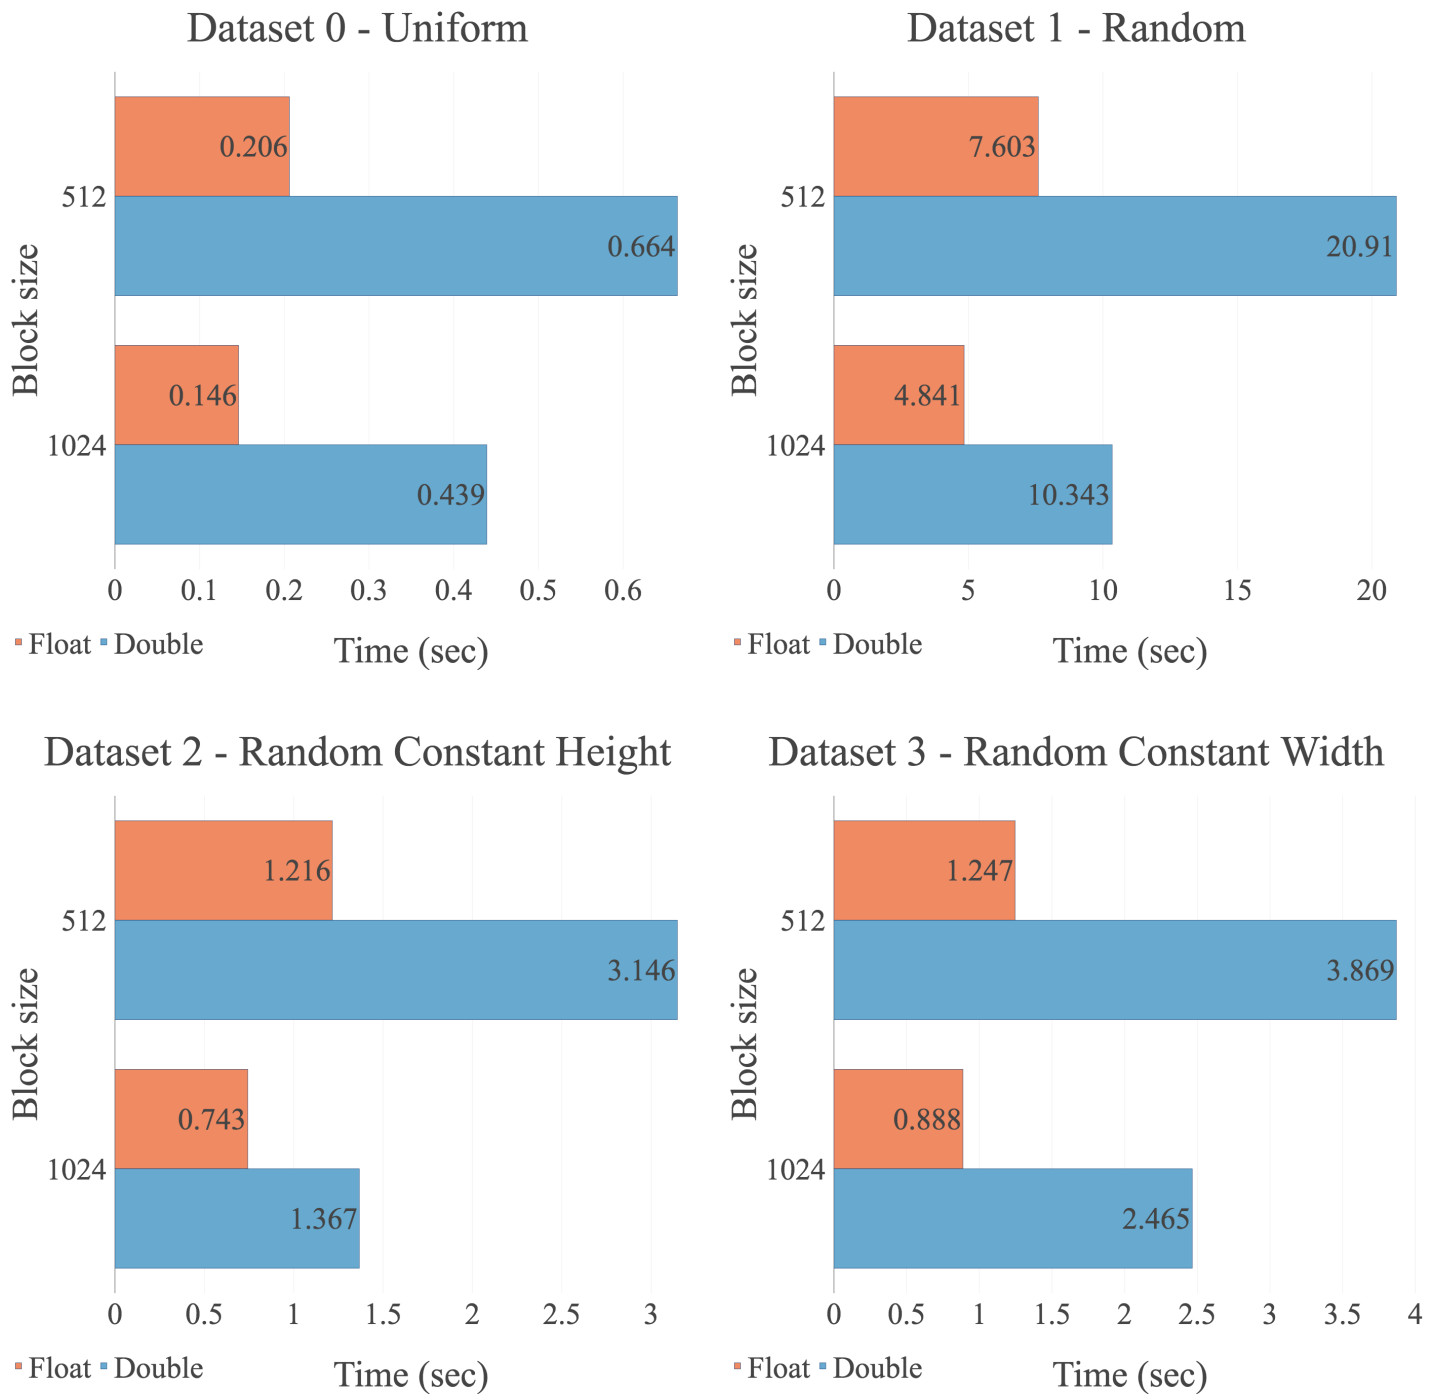 Dataset 0 - Uniform
Block size
512
0.206
0.664
1024
0.146
0.439
0 0.1 0.2 0.3 0.4 0.5 0.6
Float Double
Time (sec)
Dataset 1 - Random
Block size
512
7.603
20.91
1024
4.841
10.343
0 5 10 15 20
Float Double
Time (sec)
Dataset 2 - Random Constant Height
Block size
512
1.216
3.146
1024
0.743
1.367
0 0.5 1 1.5 2 2.5 3
Float Double
Time (sec)
Dataset 3 - Random Constant Width
Block size
512
1.247
3.869
1024
0.888
2.465
0 0.5 1 1.5 2 2.5 3 3.5 4
Float Double
Time (sec)